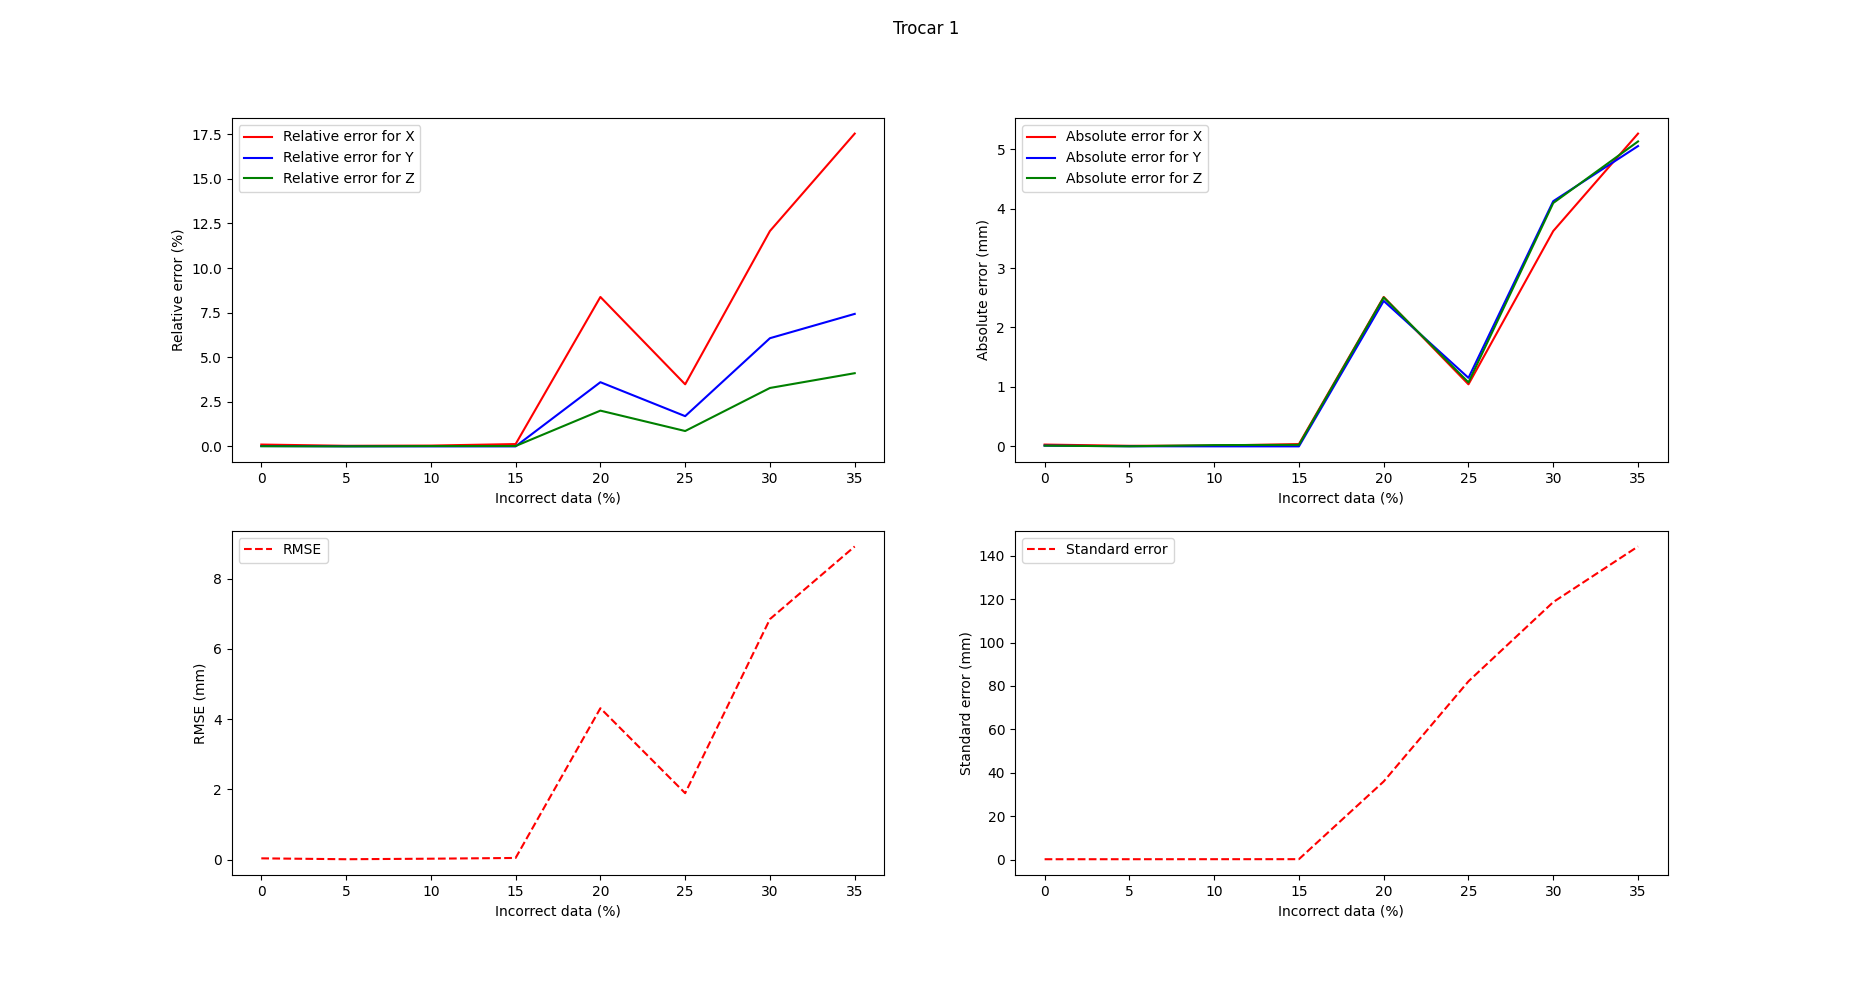 Trocar 1
Relative error for X
Relative error for Y
Relative error for Z
17.5
15.0
12.5
10.0
7.5
5.0
2.5
0.0
Relative error (%)
0 5 10 15 20 25 30 35
Incorrect data (%)
Absolute error for X
Absolute error for Y
Absolute error for Z
5
4
3
2
1
0
Absolute error (mm)
0 5 10 15 20 25 30 35
Incorrect data (%)
RMSE
8
6
4
2
0
RMSE (mm)
0 5 10 15 20 25 30 35
Incorrect data (%)
Standard error
140
120
100
80
60
40
20
0
Standard error (mm)
0 5 10 15 20 25 30 35
Incorrect data (%)